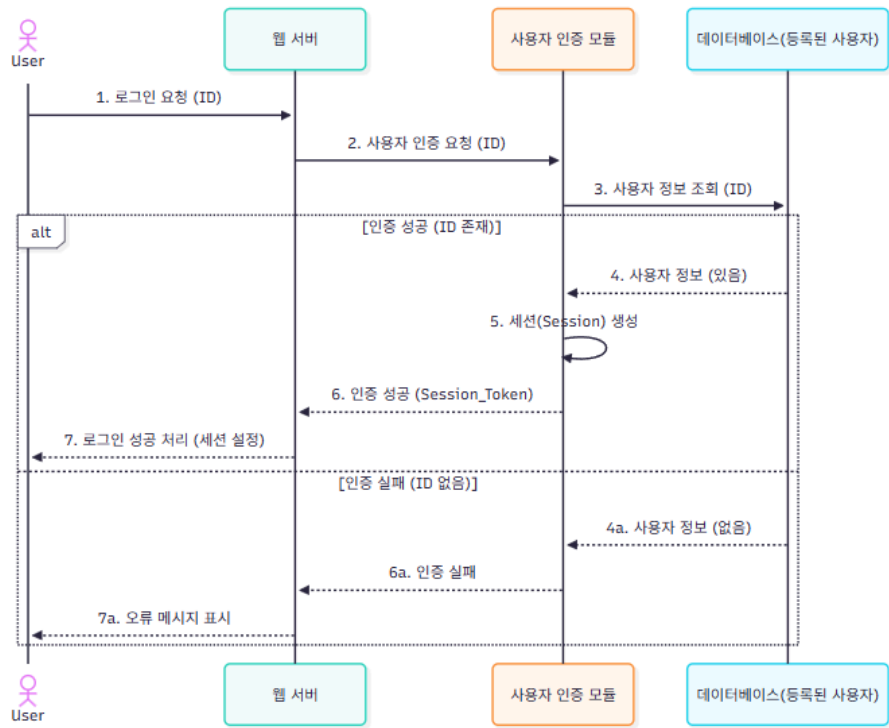 User
웹 서버
사용자 인증 모듈
데이터베이스(등록된 사용자)
1. 로그인 요청 (ID)
2. 사용자 인증 요청 (ID)
3. 사용자 정보 조회 (ID)
alt
[인증 성공 (ID 존재)]
4. 사용자 정보 (있음)
5. 세션(Session) 생성
6. 인증 성공 (Session_Token)
7. 로그인 성공 처리 (세션 설정)
[인증 실패 (ID 없음)]
4a. 사용자 정보 (없음)
6a. 인증 실패
7a. 오류 메시지 표시
User
웹 서버
사용자 인증 모듈
데이터베이스(등록된 사용자)